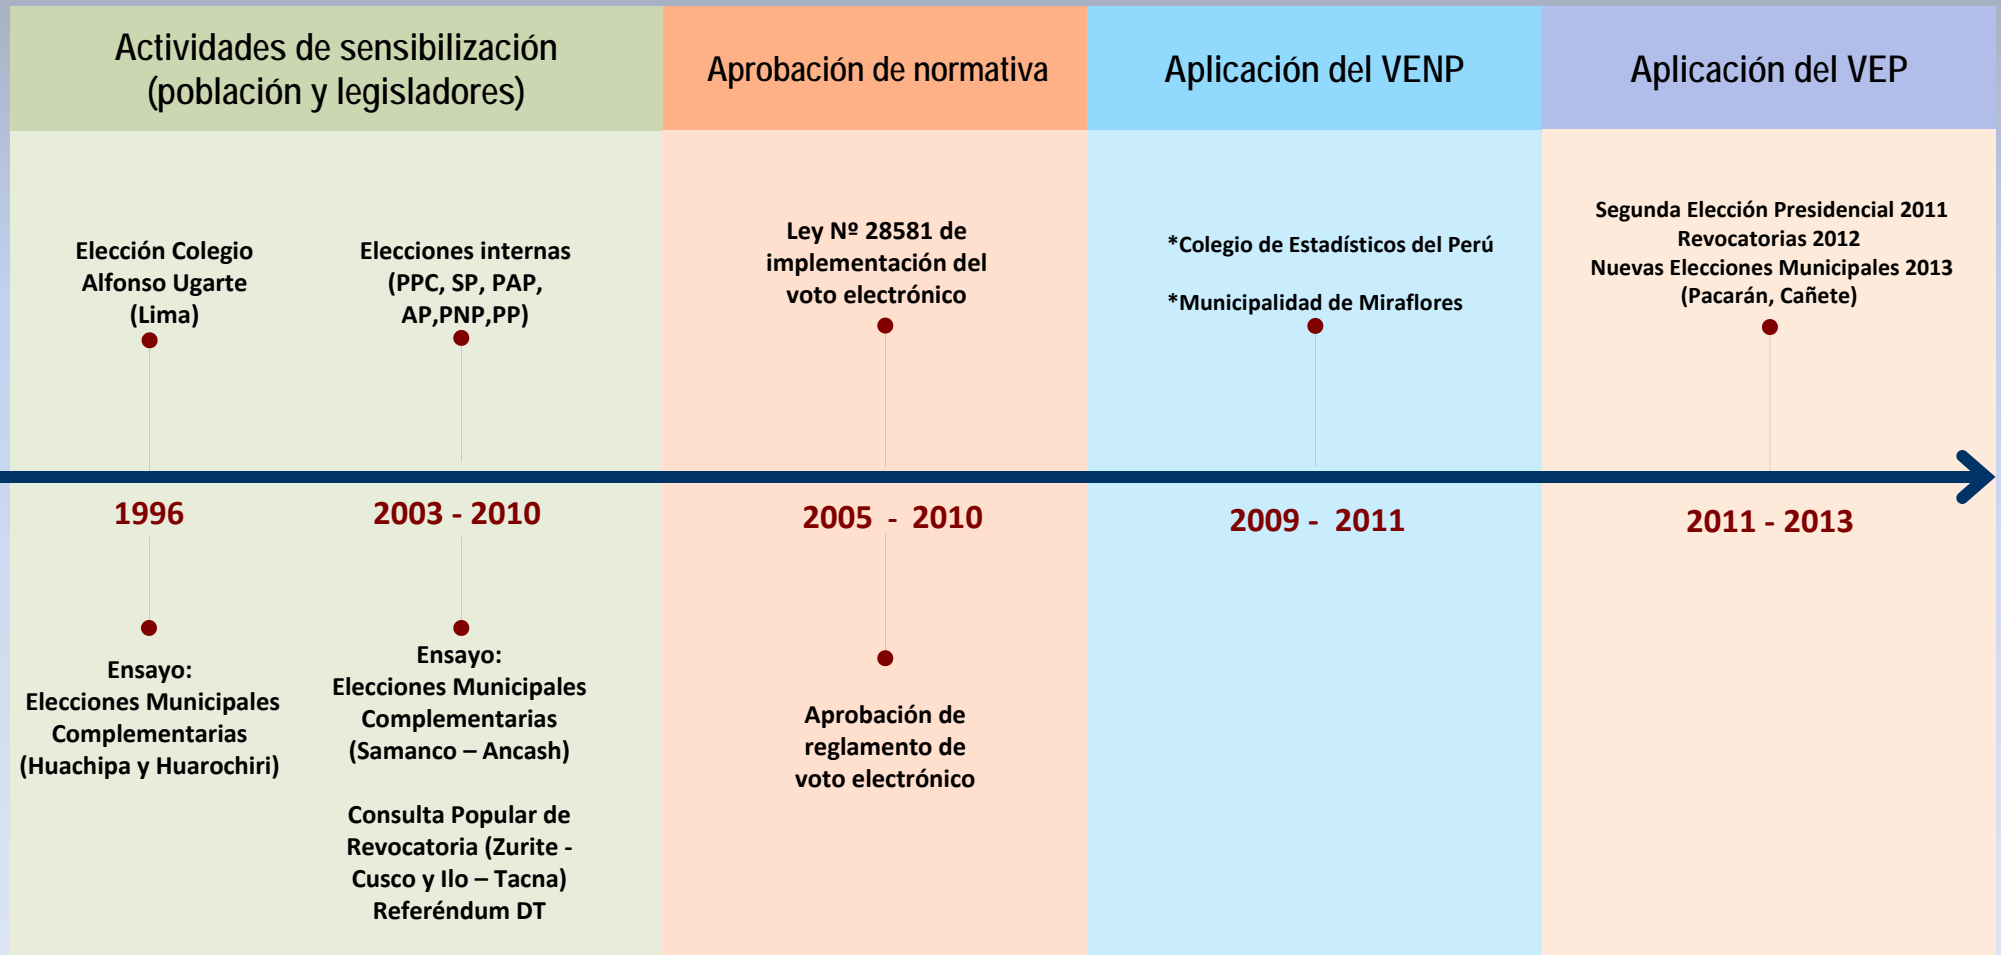 Actividades de sensibilización
(población y legisladores)
Aprobación de normativa
Aplicación del VENP
Aplicación del VEP
Elección Colegio
Alfonso Ugarte
(Lima)
Elecciones internas
(PPC, SP, PAP,
AP,PNP,PP)
Ley Nº 28581 de
implementación del
voto electrónico
*Colegio de Estadísticos del Perú
*Municipalidad de Miraflores
Segunda Elección Presidencial 2011
Revocatorias 2012
Nuevas Elecciones Municipales 2013
(Pacarán, Cañete)
1996
2003 - 2010
2005 - 2010
2009 - 2011
2011 - 2013
Ensayo:
Elecciones Municipales
Complementarias
(Huachipa y Huarochiri)
Ensayo:
Elecciones Municipales
Complementarias
(Samanco – Ancash)
Consulta Popular de
Revocatoria (Zurite -
Cusco y Ilo – Tacna)
Referéndum DT
Aprobación de
reglamento de
voto electrónico